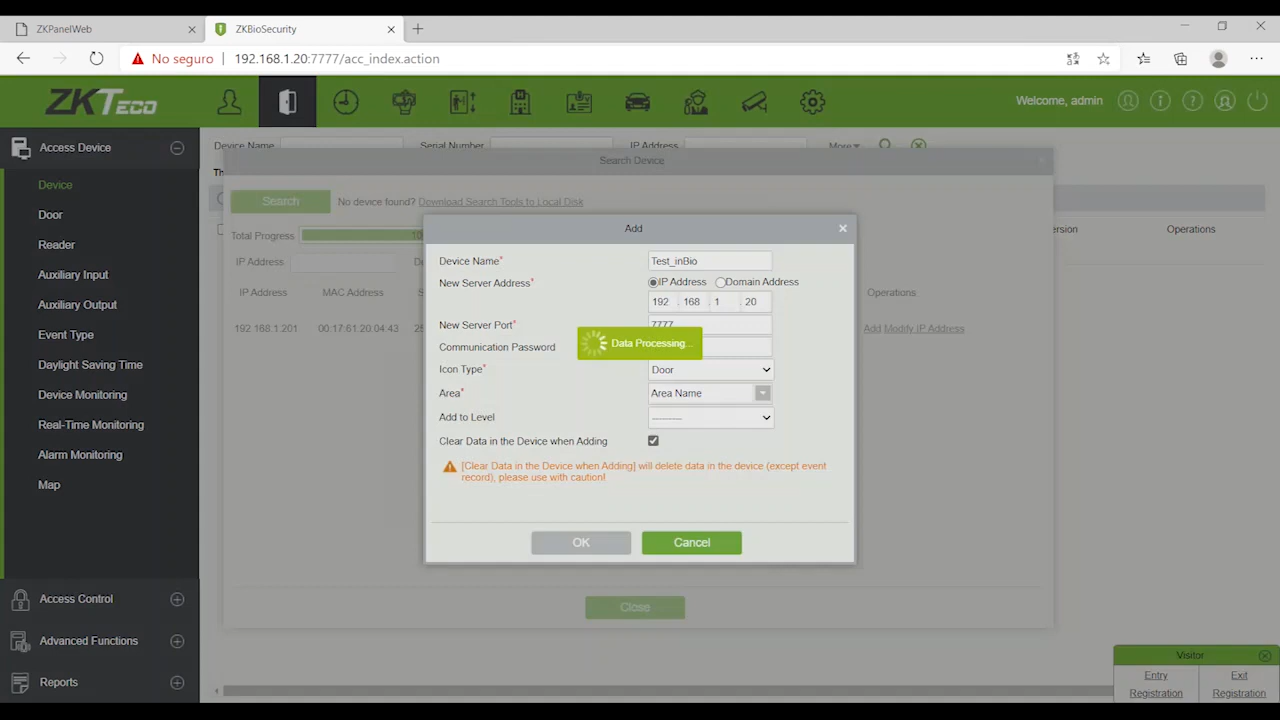 ZKPanelWeb
ZKBioSecurity
No seguro
192.168.1.20:7777/acc_index.action
ZKTeco
Welcome, admin
Access Device
Device
Door
Reader
Auxiliary Input
Auxiliary Output
Event Type
Daylight Saving Time
Device Monitoring
Real-Time Monitoring
Alarm Monitoring
Map
Access Control
Advanced Functions
Reports
Device Name
Serial Number
IP Address
More
Th
Search Device
Search
No device found? Download Search Tools to Local Disk
Total Progress
IP Address
De
IP Address
MAC Address
S
Operations
192.168.1.201
00:17:61:20:04:43
25
Add Modify IP Address
ersion
Operations
Add
Device Name*
Test_inBio
New Server Address*
IP Address
Domain Address
192 . 168 . 1 . 20
New Server Port*
7777
Communication Password
Data Processing...
Icon Type*
Door
Area*
Area Name
Add to Level
---------
Clear Data in the Device when Adding
[Clear Data in the Device when Adding] will delete data in the device (except event
record), please use with caution!
OK
Cancel
Close
Visitor
Entry
Registration
Exit
Registration